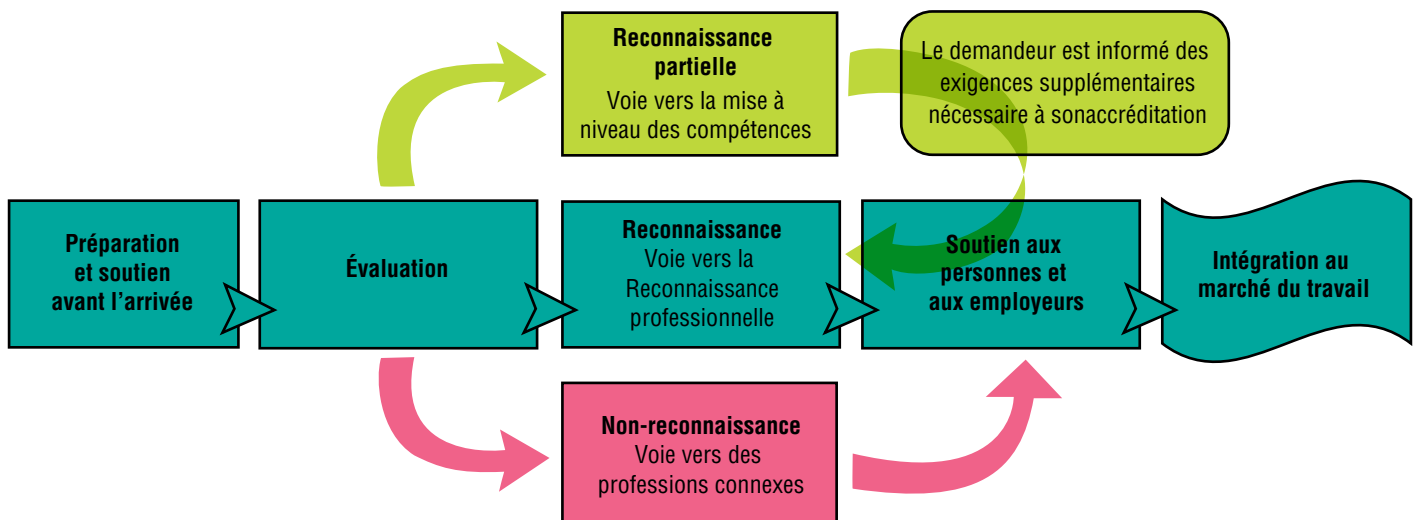 Reconnaissance
partielle
Voie vers la mise à
niveau des compétences
Le demandeur est informé des
exigences supplémentaires
nécessaire à sonaccréditation
Préparation
et soutien
avant l’arrivée
Évaluation
Reconnaissance
Voie vers la
Reconnaissance
professionnelle
Soutien aux
personnes et
aux employeurs
Intégration au
marché du travail
Non-reconnaissance
Voie vers des
professions connexes